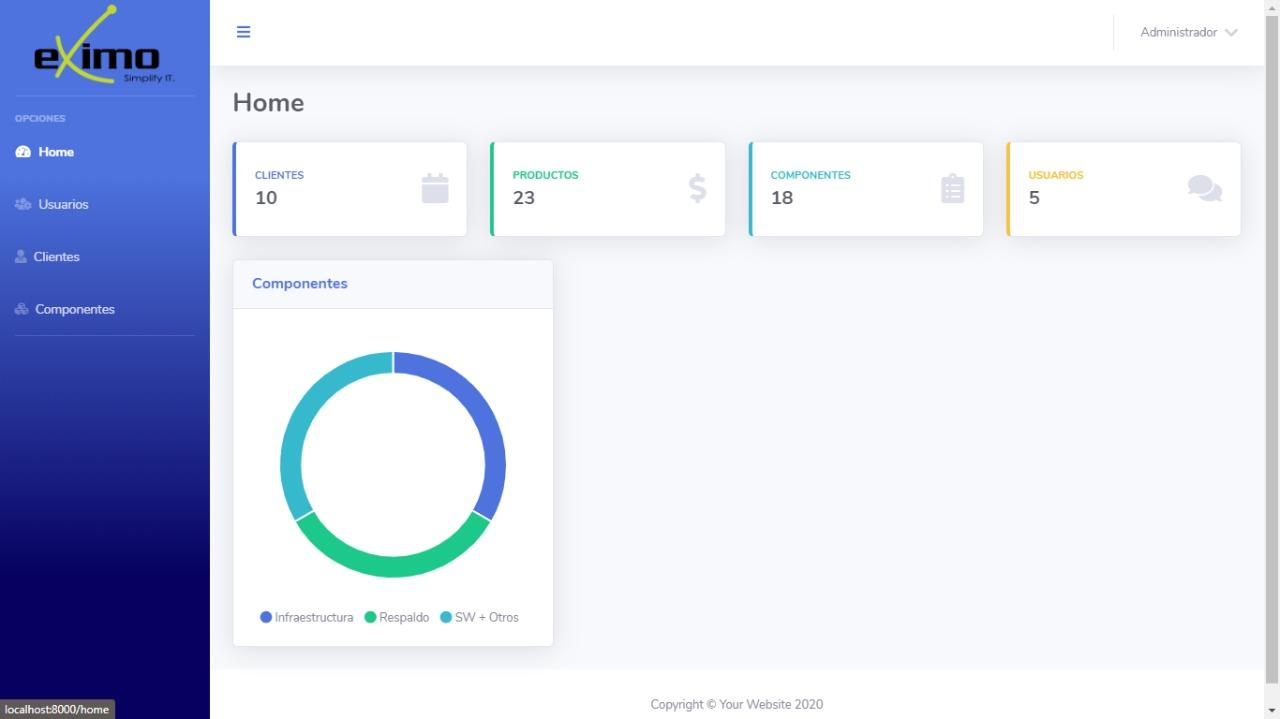 eximo
Simplify IT.
OPCIONES
Home
Usuarios
Clientes
Componentes
Administrador
Home
CLIENTES
10
PRODUCTOS
23
COMPONENTES
18
USUARIOS
5
Componentes
Infraestructura Respaldo SW + Otros
Copyright © Your Website 2020
localhost:8000/home